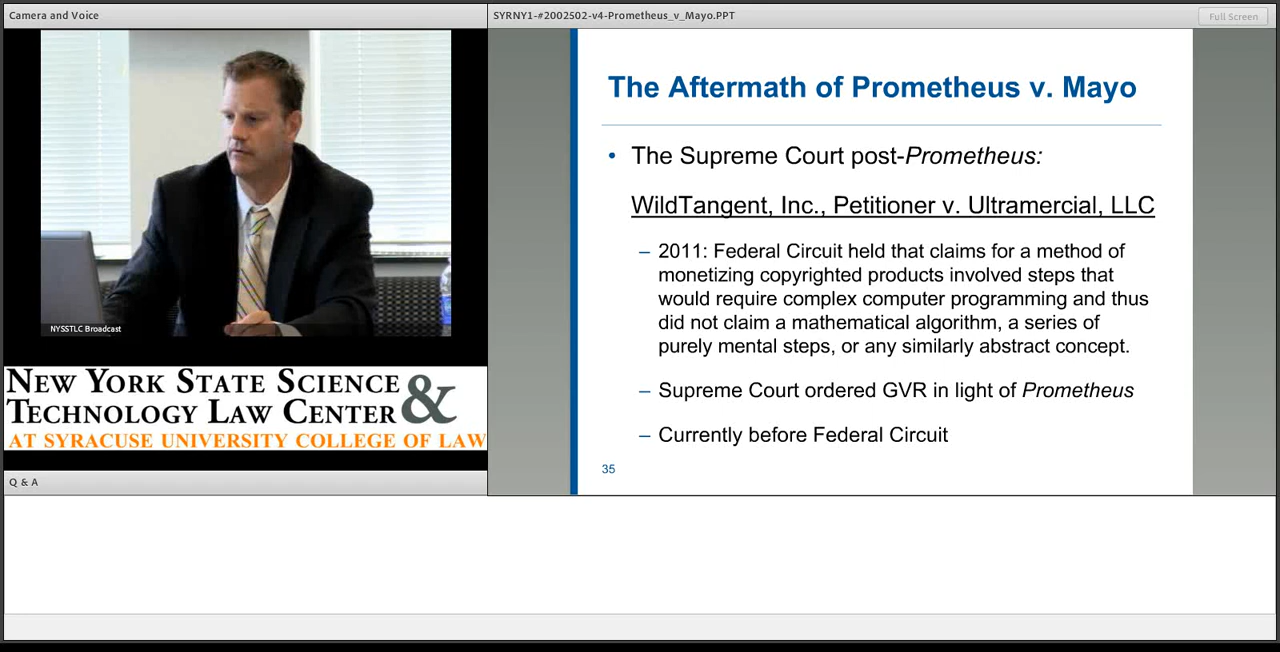 Camera and Voice
SYRNY1-#2002502-v4-Prometheus_v_Mayo.PPT
Full Screen
NYSSTLC Broadcast
NEW YORK STATE SCIENCE
TECHNOLOGY LAW CENTER &
AT SYRACUSE UNIVERSITY COLLEGE OF LAW
Q & A
The Aftermath of Prometheus v. Mayo
• The Supreme Court post-Prometheus:
WildTangent, Inc., Petitioner v. Ultramercial, LLC
– 2011: Federal Circuit held that claims for a method of
monetizing copyrighted products involved steps that
would require complex computer programming and thus
did not claim a mathematical algorithm, a series of
purely mental steps, or any similarly abstract concept.
– Supreme Court ordered GVR in light of Prometheus
– Currently before Federal Circuit
35